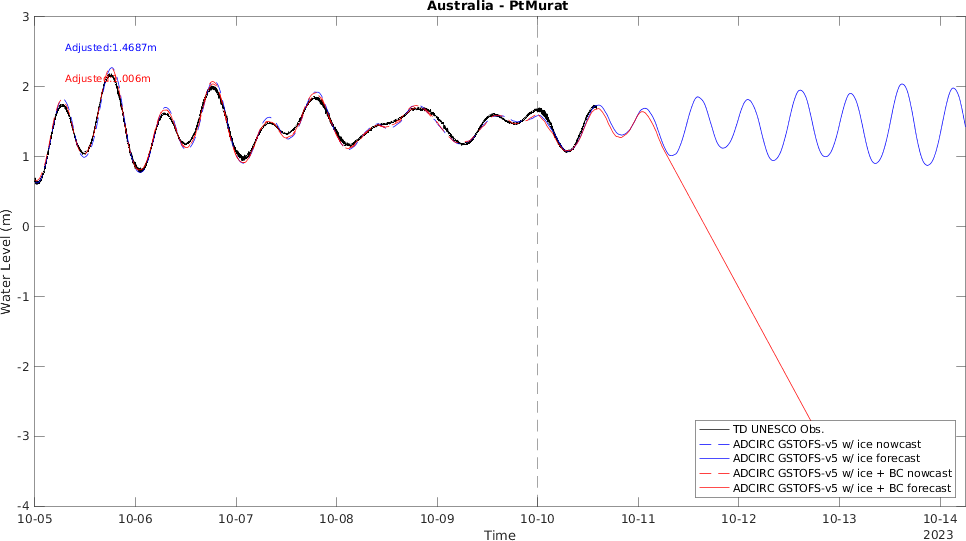 Australia - PtMurat
Adjusted:1.4687m
Adjusted: .006m
Water Level (m)
3
2
1
0
-1
-2
-3
-4
TD UNESCO Obs.
ADCIRC GSTOFS-v5 w/ ice nowcast
ADCIRC GSTOFS-v5 w/ ice forecast
ADCIRC GSTOFS-v5 w/ ice + BC nowcast
ADCIRC GSTOFS-v5 w/ ice + BC forecast
10-05 10-06 10-07 10-08 10-09 10-10 10-11 10-12 10-13 10-14
Time
2023